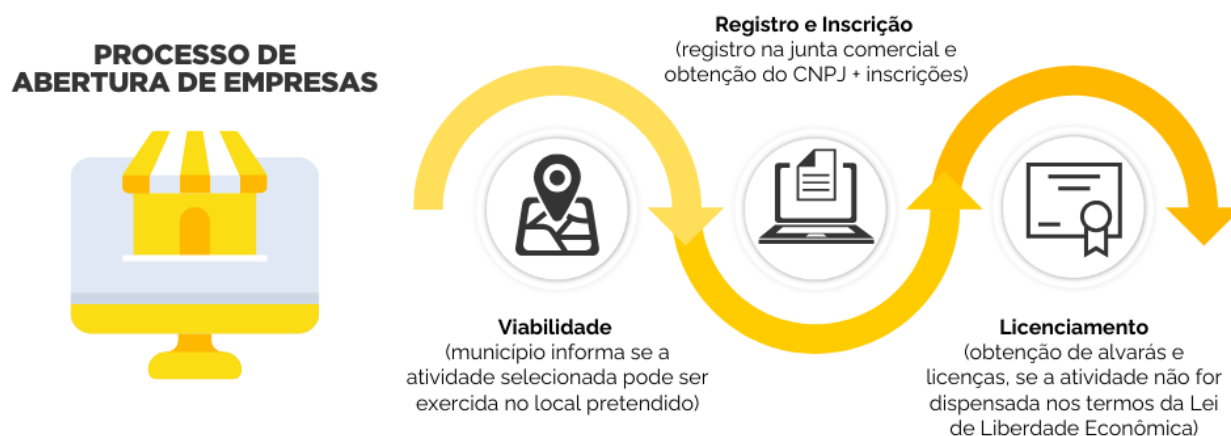 PROCESSO DE
ABERTURA DE EMPRESAS
Viabilidade
(município informa se a
atividade selecionada pode ser
exercida no local pretendido)
Registro e Inscrição
(registro na junta comercial e
obtenção do CNPJ + inscrições)
Licenciamento
(obtenção de alvarás e
licenças, se a atividade não for
dispensada nos termos da Lei
de Liberdade Econômica)